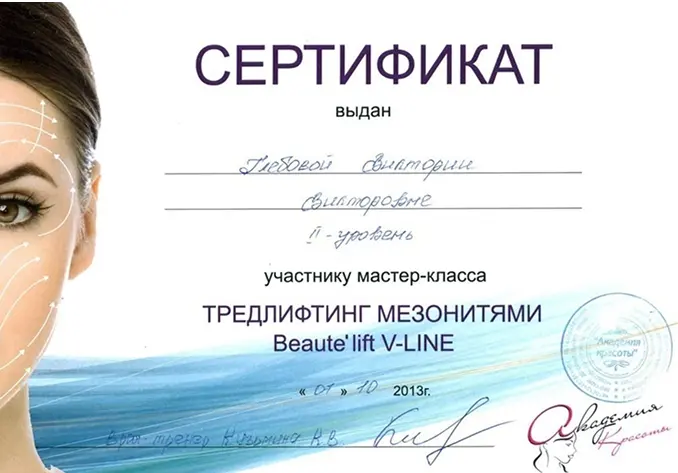 СЕРТИФИКАТ
выдан
Глебовой Виктории
Викторовне
II - уровень
участнику мастер-класса
ТРЕДЛИФТИНГ МЕЗОНИТЯМИ
Beaute'lift V-LINE
« 01 » 10 2013г.
"Академия
красоты"
Врач тренер
Академия
Красоты